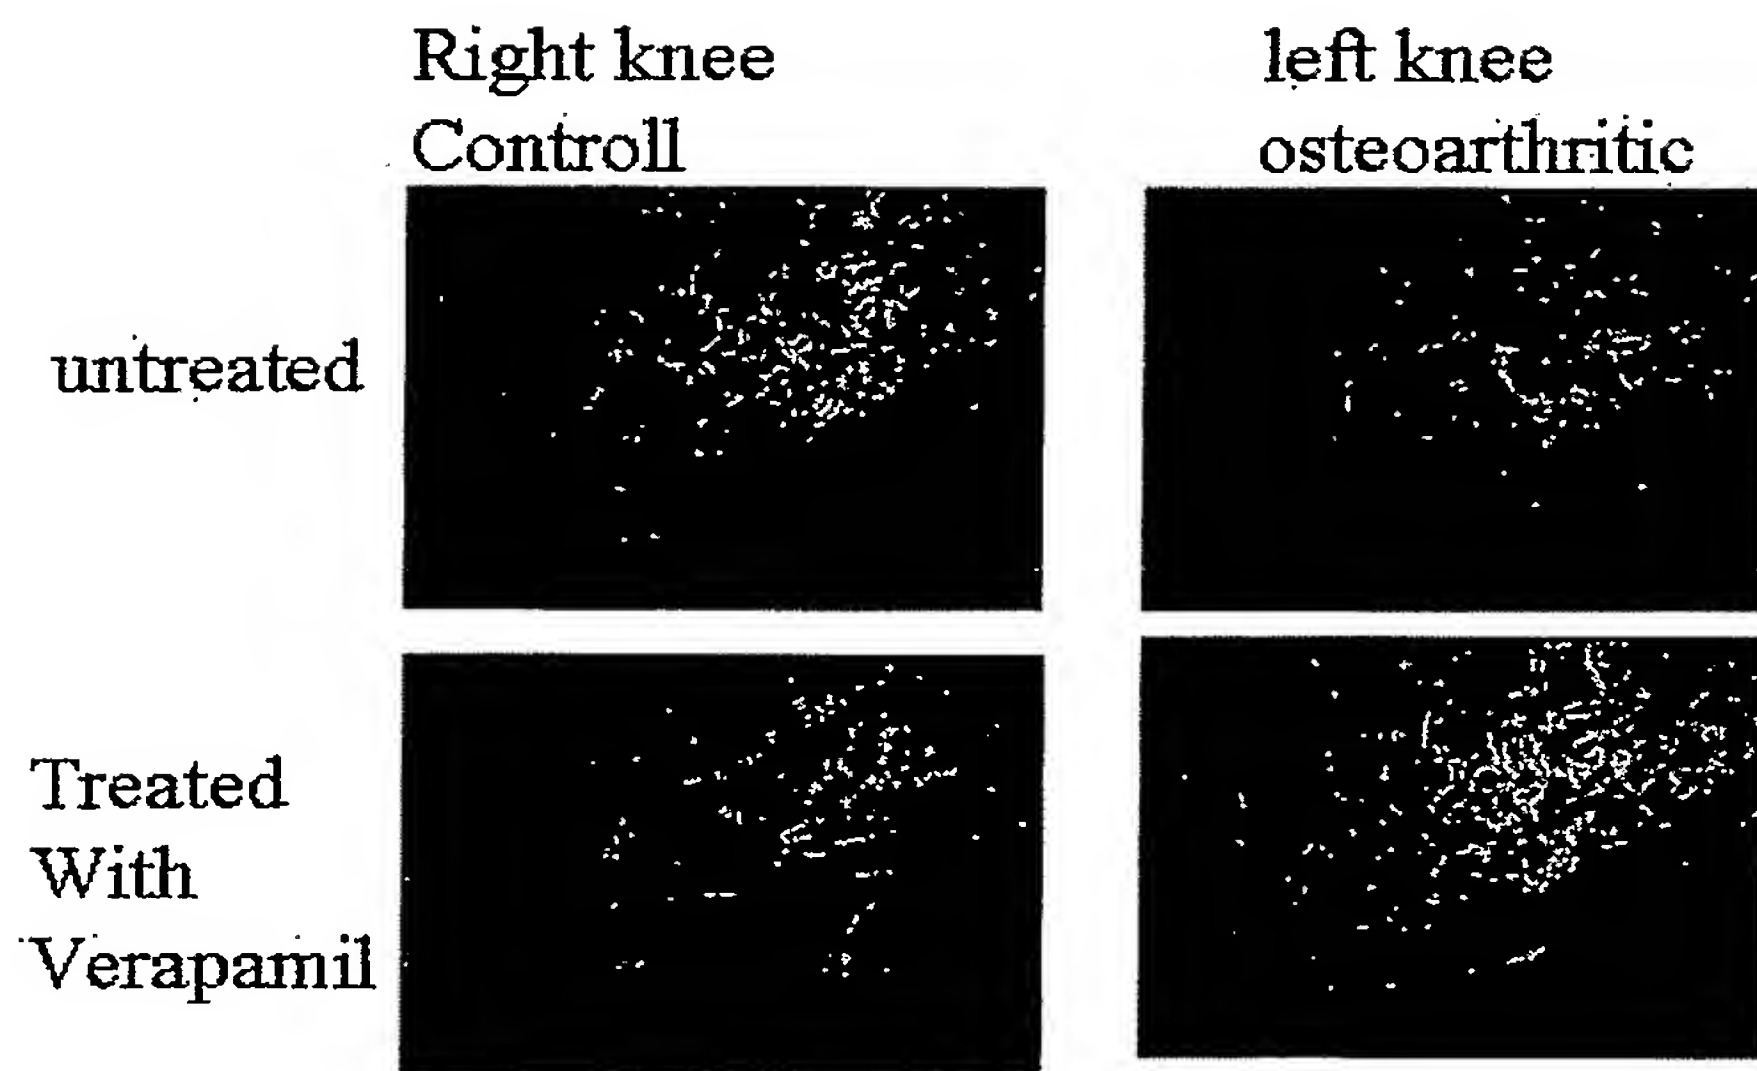 Right knee
Controll
left knee
osteoarthritic
untreated
Treated
With
Verapamil